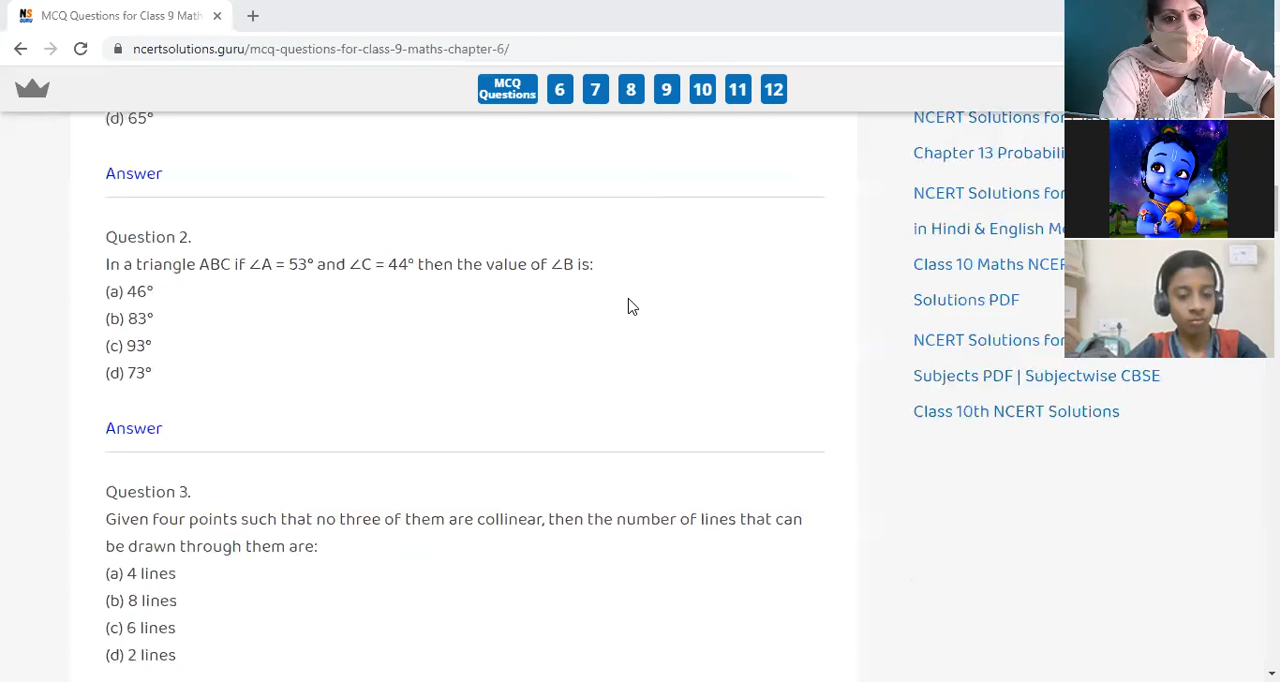 NS
GURU
MCQ Questions for Class 9 Math
ncertsolutions.guru/mcq-questions-for-class-9-maths-chapter-6/
MCQ
Questions
6 7 8 9 10 11 12
(d) 65°
Answer
Question 2.
In a triangle ABC if ∠A = 53° and ∠C = 44° then the value of ∠B is:
(a) 46°
(b) 83°
(c) 93°
(d) 73°
Answer
Question 3.
Given four points such that no three of them are collinear, then the number of lines that can
be drawn through them are:
(a) 4 lines
(b) 8 lines
(c) 6 lines
(d) 2 lines
NCERT Solutions for
Chapter 13 Probabili
NCERT Solutions for
in Hindi & English Me
Class 10 Maths NCER
Solutions PDF
NCERT Solutions for
Subjects PDF | Subjectwise CBSE
Class 10th NCERT Solutions